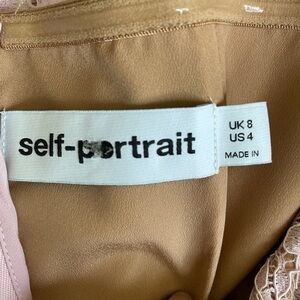 self-portrait
UK 8
US 4
MADE IN